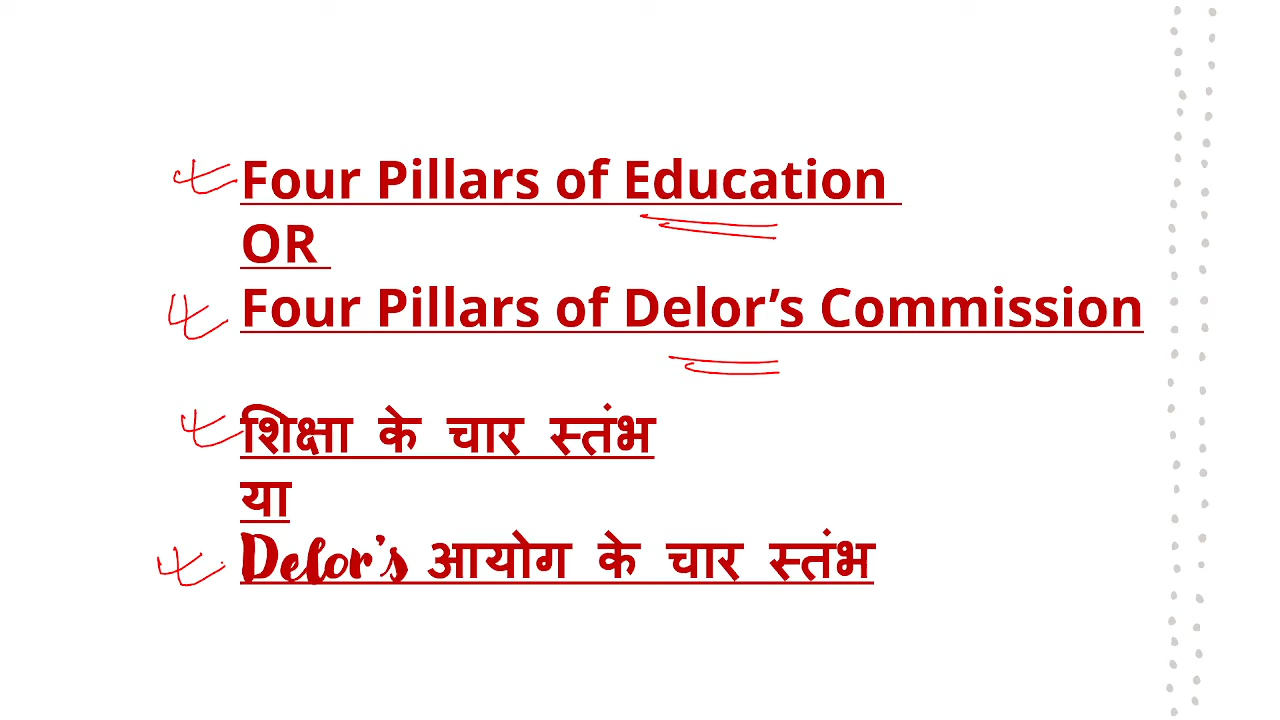 Four Pillars of Education
OR
Four Pillars of Delor’s Commission
शिक्षा के चार स्तंभ
या
Delor's आयोग के चार स्तंभ